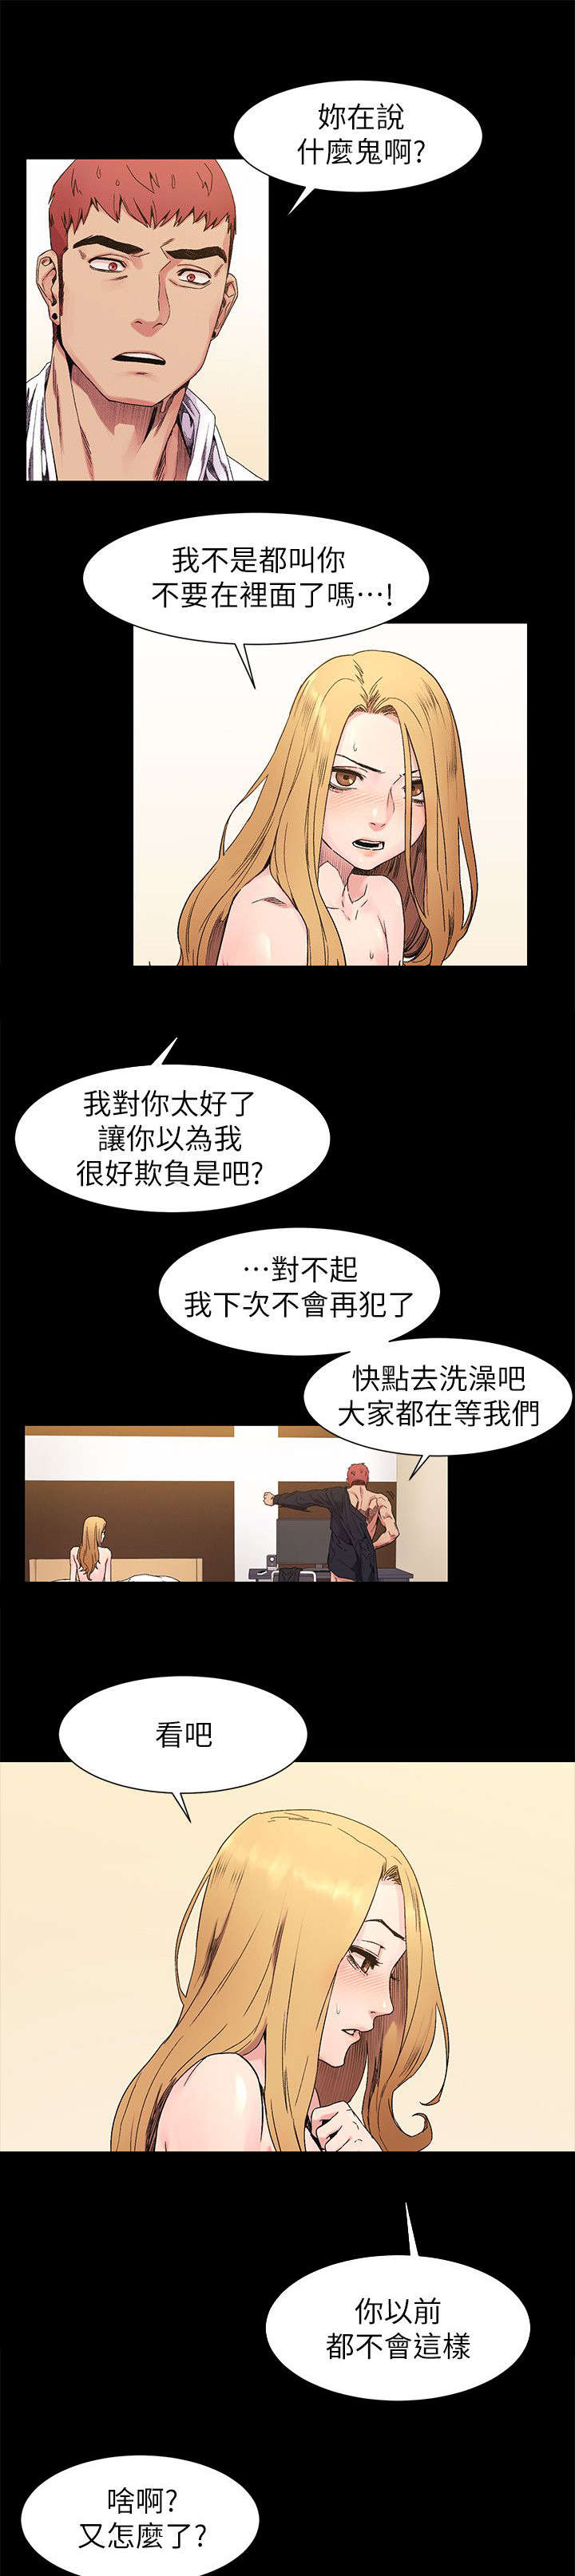 妳在說
什麼鬼啊?
我不是都叫你
不要在裡面了嗎…!
我對你太好了
讓你以為我
很好欺負是吧?
…對不起
我下次不會再犯了
快點去洗澡吧
大家都在等我們
看吧
你以前
都不會這樣
啥啊?
又怎麼了?